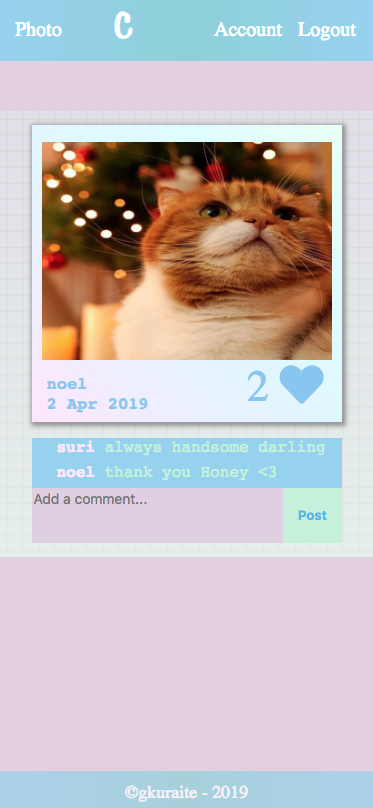 Photo C Account Logout
2
noel
2 Apr 2019
suri always handsome darling
noel thank you Honey <3
Add a comment...
Post
©gkuraite - 2019